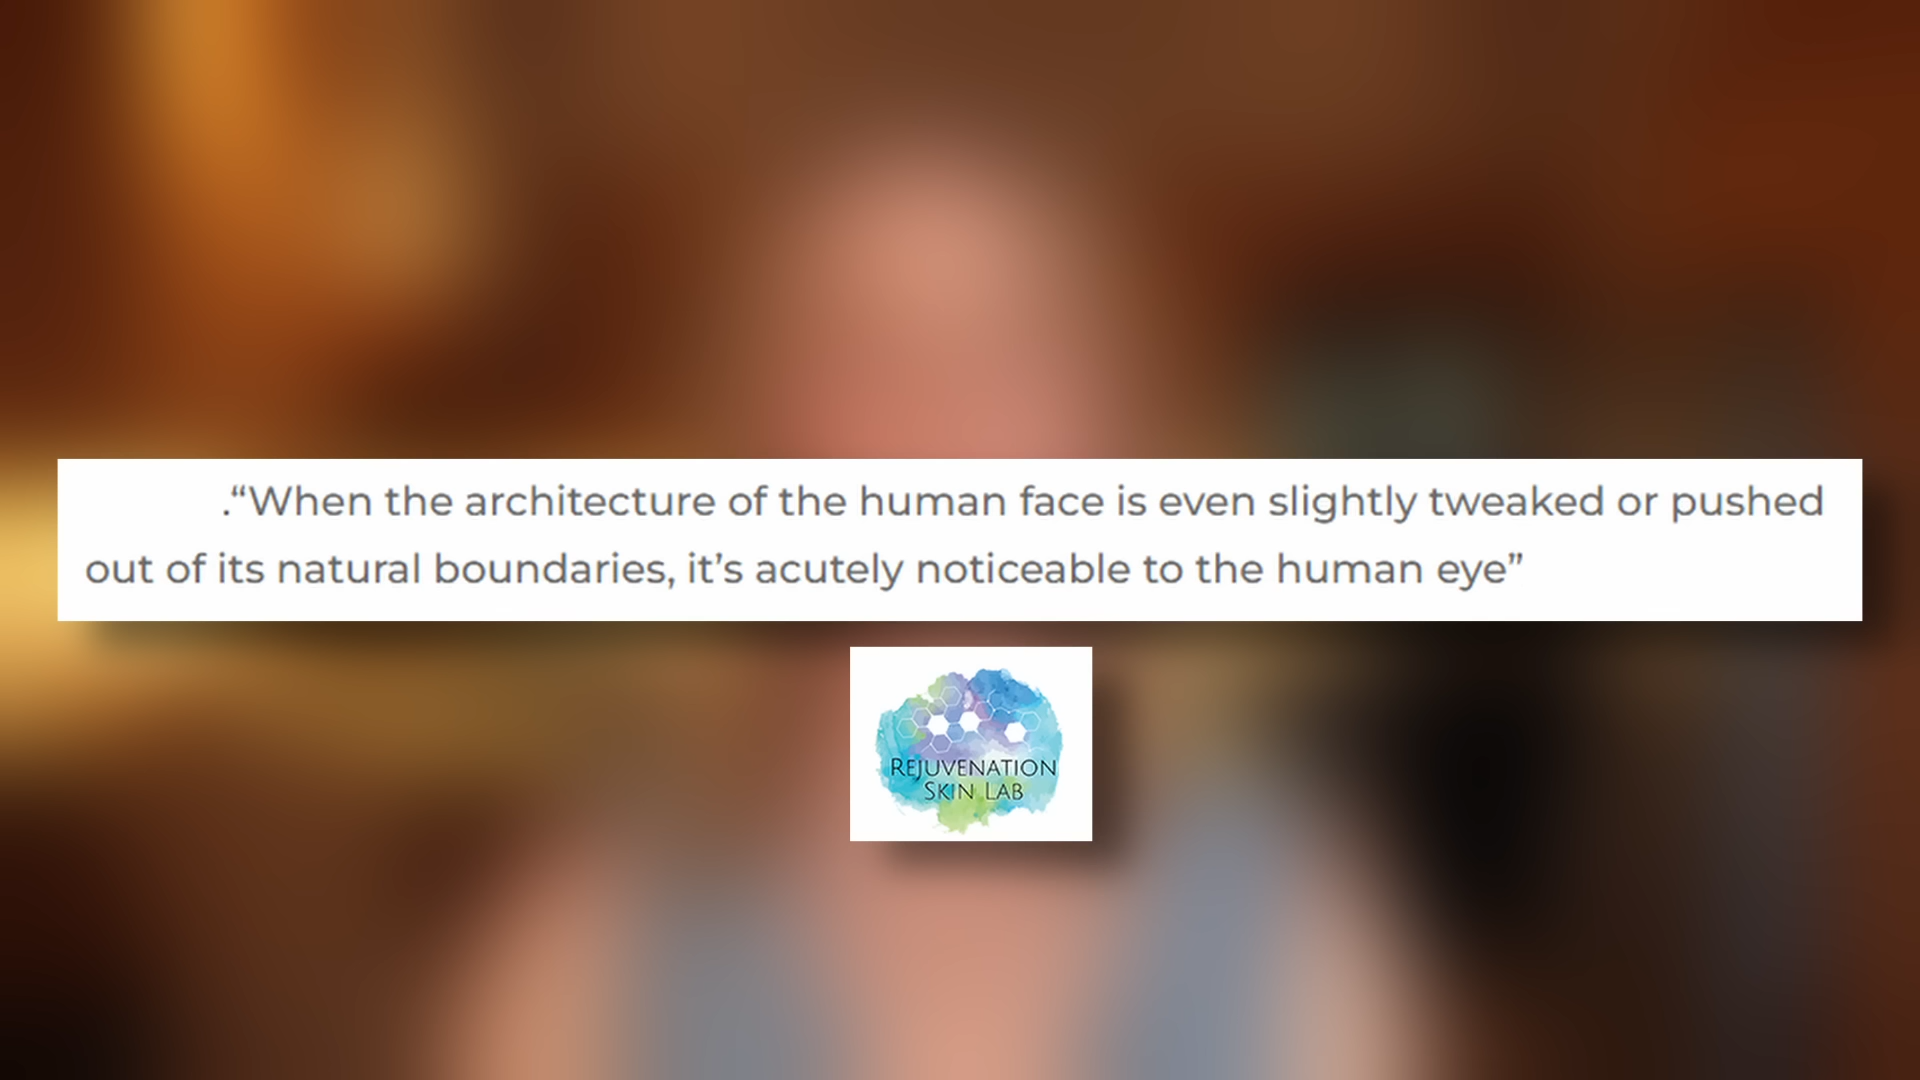 .“When the architecture of the human face is even slightly tweaked or pushed
out of its natural boundaries, it’s acutely noticeable to the human eye”
REJUVENATION
SKIN LAB